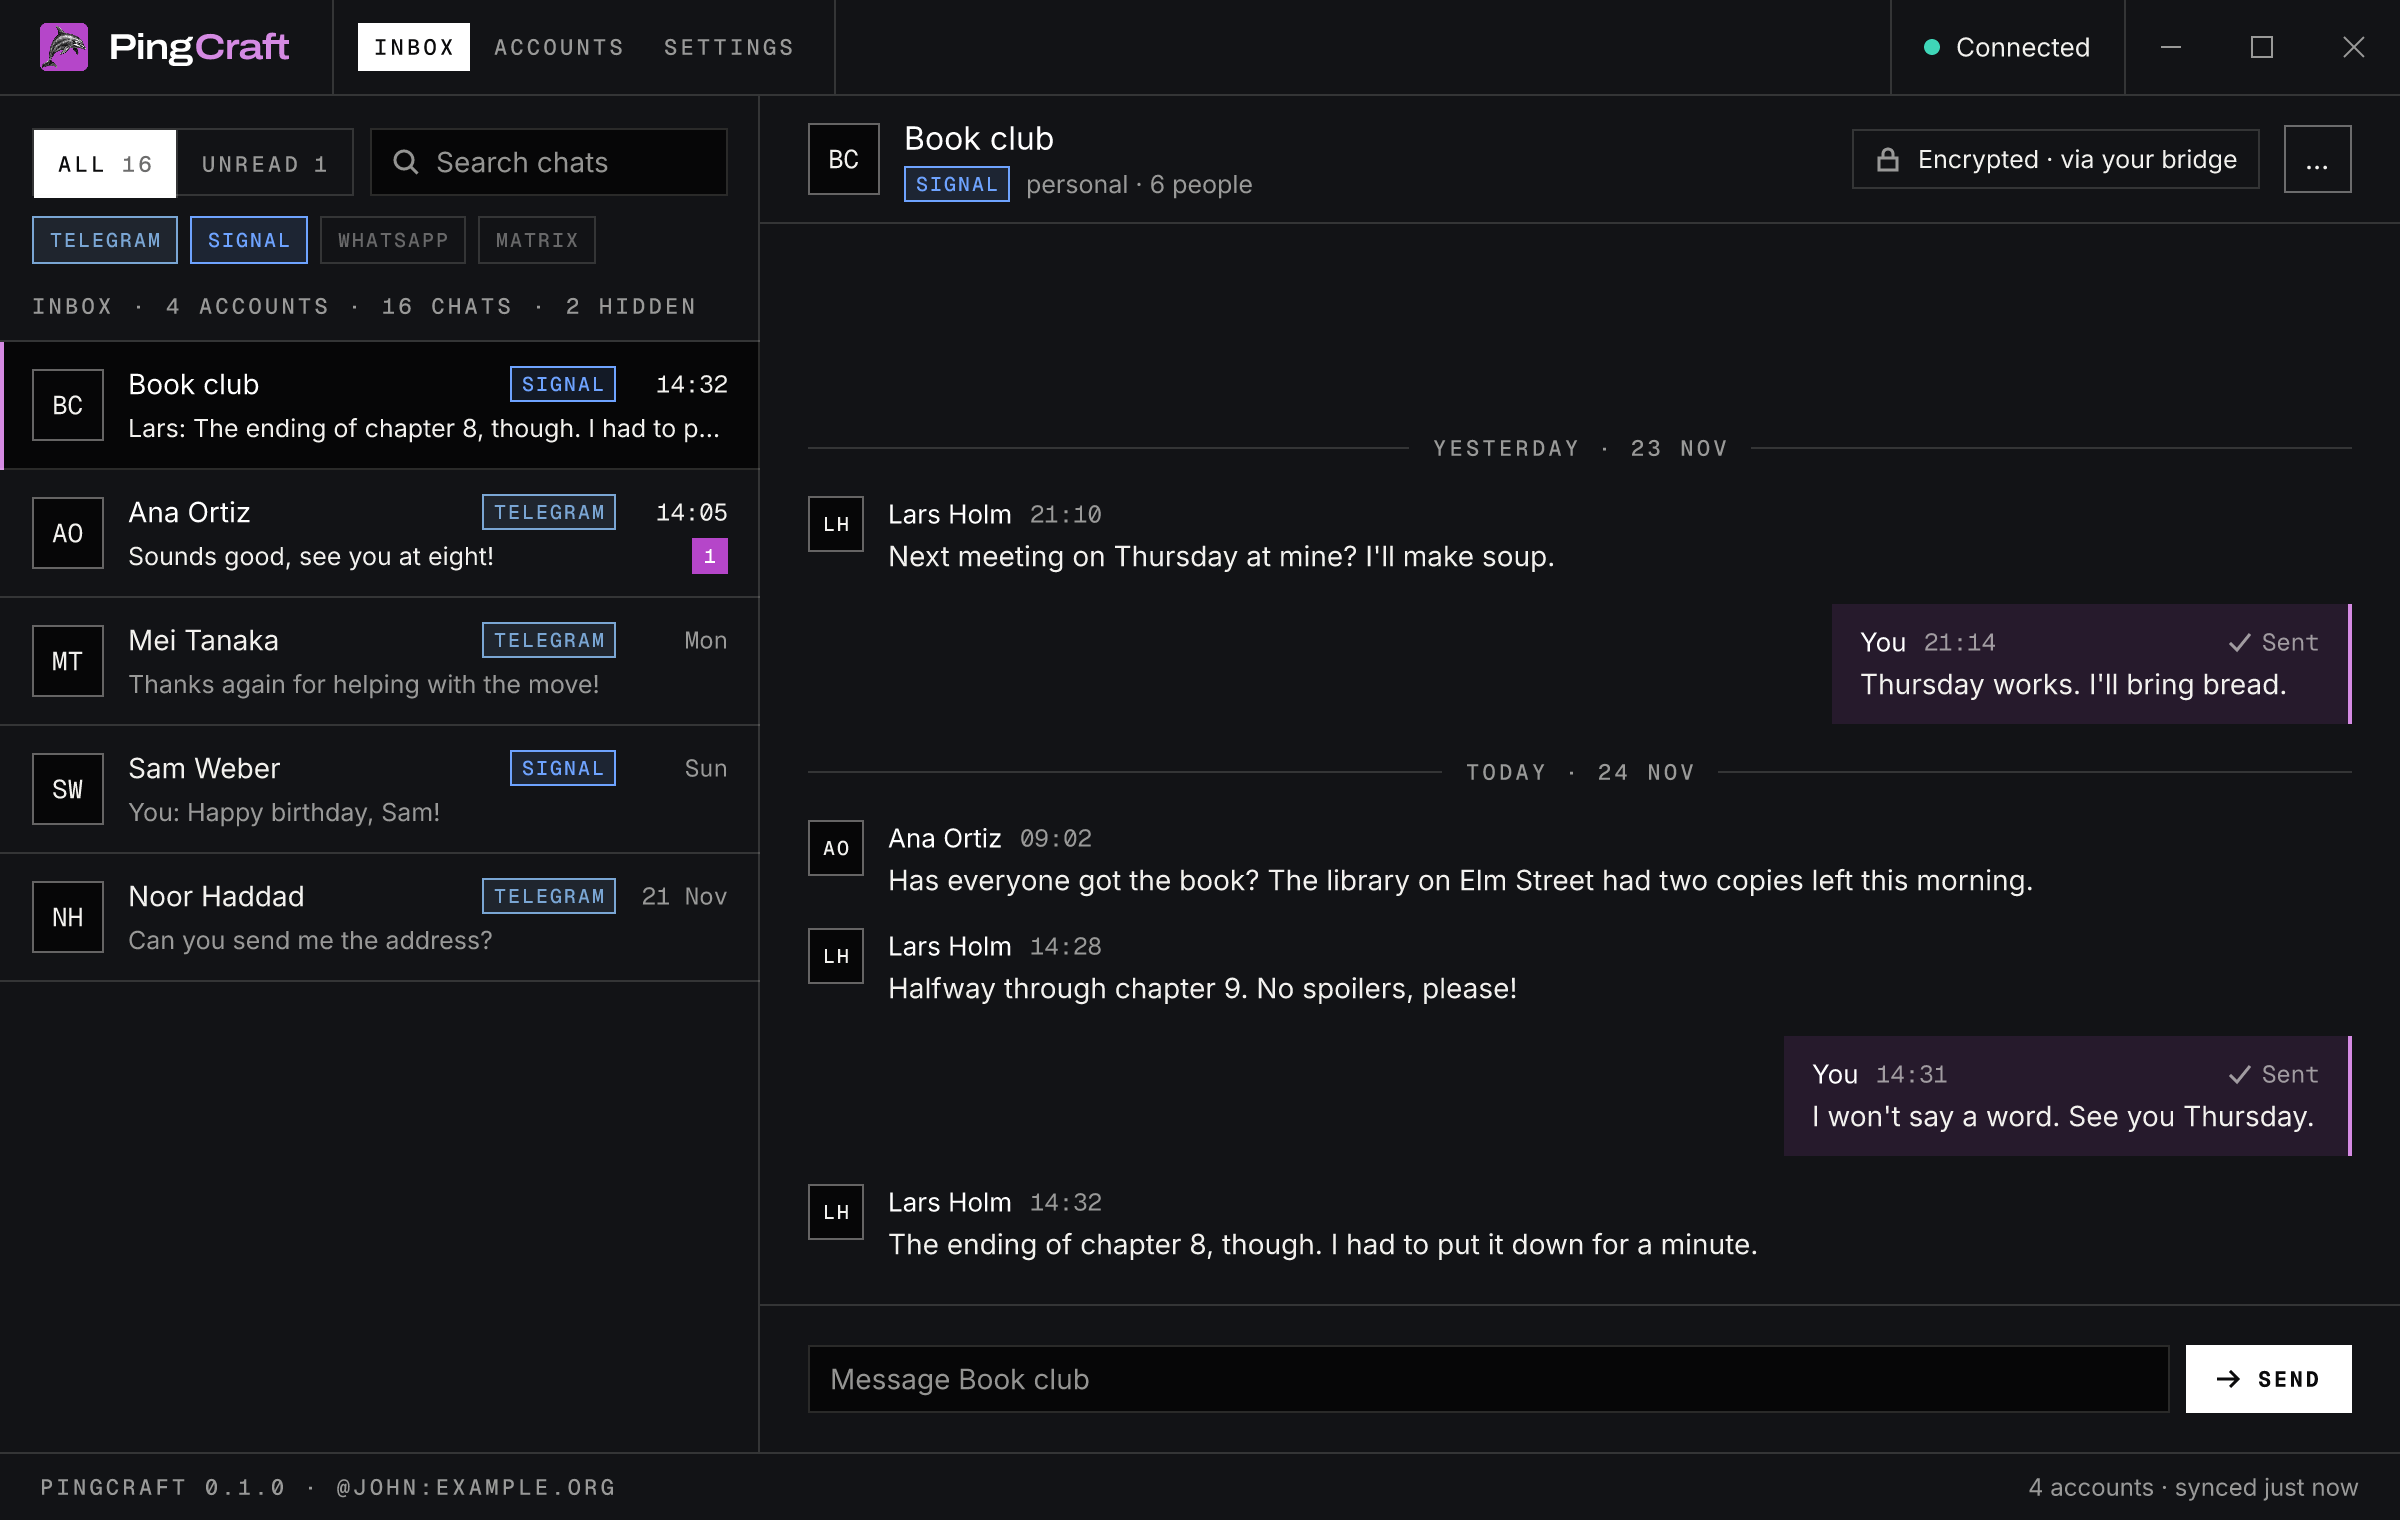 PingCraft
INBOX ACCOUNTS SETTINGS
Connected
ALL 16 UNREAD 1
Search chats
TELEGRAM SIGNAL WHATSAPP MATRIX
INBOX · 4 ACCOUNTS · 16 CHATS · 2 HIDDEN
BC Book club SIGNAL 14:32
Lars: The ending of chapter 8, though. I had to p...
AO Ana Ortiz TELEGRAM 14:05
Sounds good, see you at eight! 1
MT Mei Tanaka TELEGRAM Mon
Thanks again for helping with the move!
SW Sam Weber SIGNAL Sun
You: Happy birthday, Sam!
NH Noor Haddad TELEGRAM 21 Nov
Can you send me the address?
BC Book club
SIGNAL personal · 6 people
Encrypted · via your bridge
...
YESTERDAY · 23 NOV
LH Lars Holm 21:10
Next meeting on Thursday at mine? I'll make soup.
You 21:14 Sent
Thursday works. I'll bring bread.
TODAY · 24 NOV
AO Ana Ortiz 09:02
Has everyone got the book? The library on Elm Street had two copies left this morning.
LH Lars Holm 14:28
Halfway through chapter 9. No spoilers, please!
You 14:31 Sent
I won't say a word. See you Thursday.
LH Lars Holm 14:32
The ending of chapter 8, though. I had to put it down for a minute.
Message Book club
SEND
PINGCRAFT 0.1.0 · @JOHN:EXAMPLE.ORG
4 accounts · synced just now